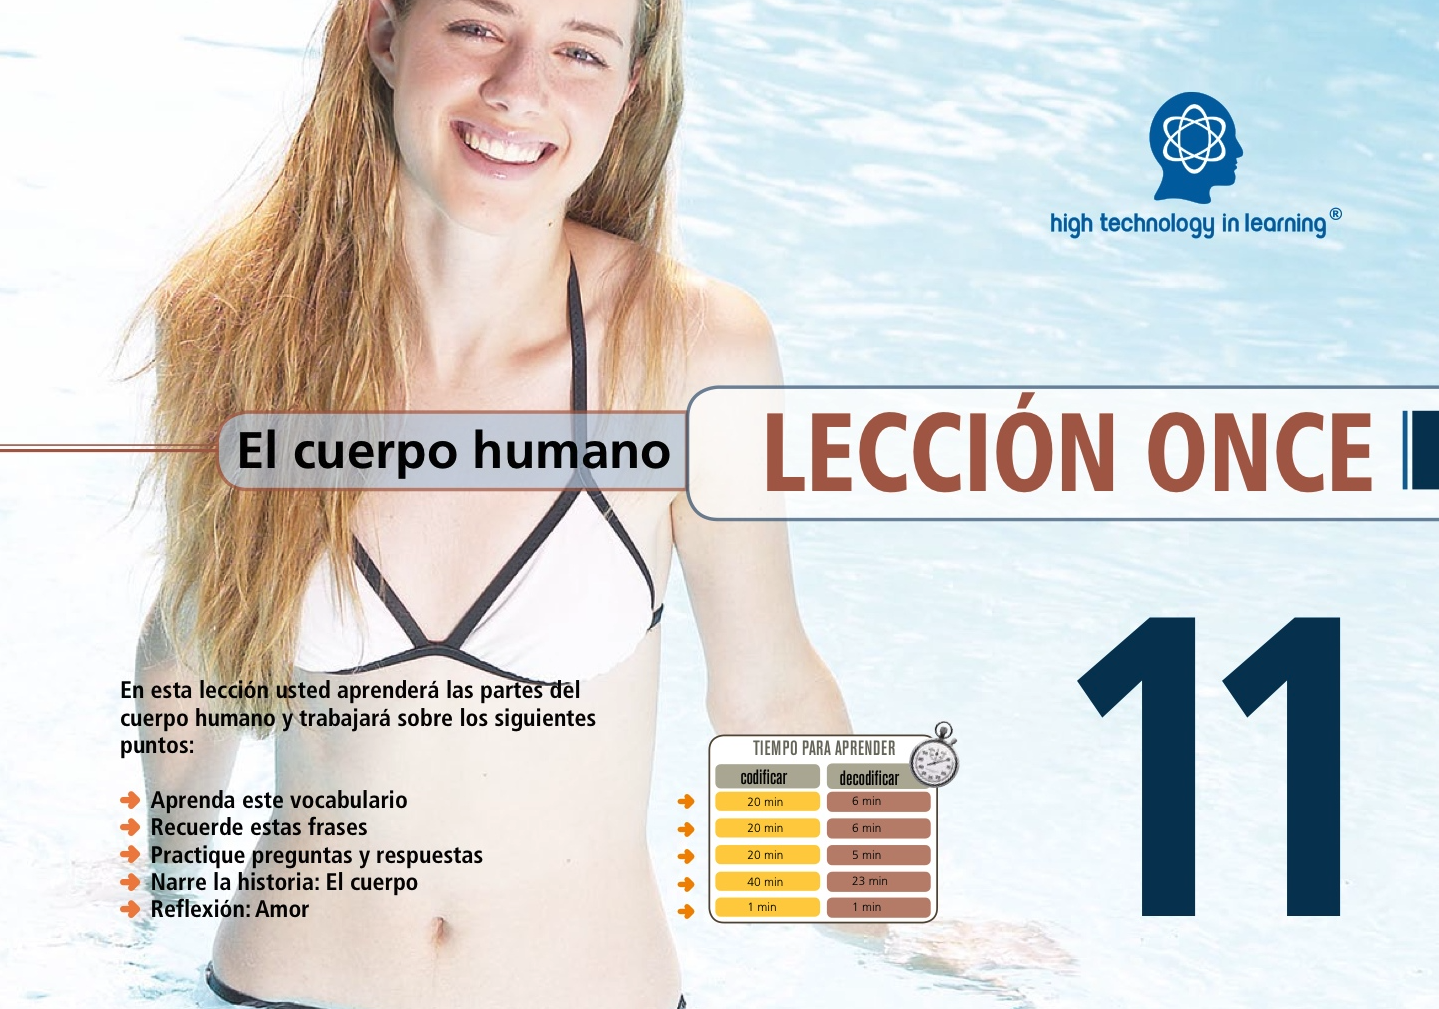 high technology in learning®
El cuerpo humano
LECCIÓN ONCE
11
En esta lección usted aprenderá las partes del
cuerpo humano y trabajará sobre los siguientes
puntos:
Aprenda este vocabulario
Recuerde estas frases
Practique preguntas y respuestas
Narre la historia: El cuerpo
Reflexión: Amor
TIEMPO PARA APRENDER
codificar decodificar
20 min 6 min
20 min 6 min
20 min 5 min
40 min 23 min
1 min 1 min